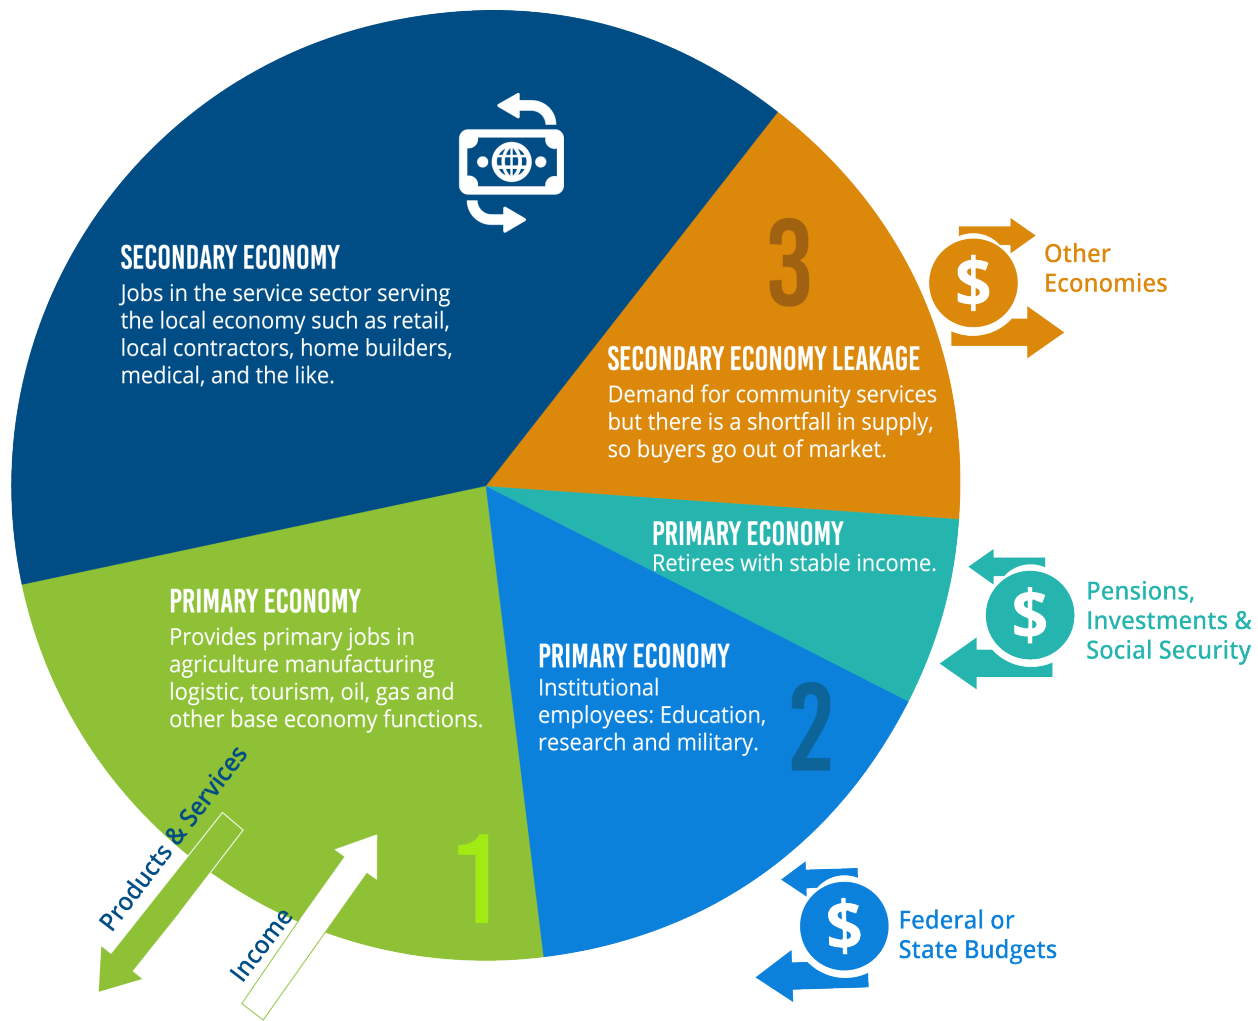 SECONDARY ECONOMY
Jobs in the service sector serving
the local economy such as retail,
local contractors, home builders,
medical, and the like.
3
SECONDARY ECONOMY LEAKAGE
Demand for community services
but there is a shortfall in supply,
so buyers go out of market.
$
Other
Economies
PRIMARY ECONOMY
Retirees with stable income.
$
Pensions,
Investments &
Social Security
PRIMARY ECONOMY
Provides primary jobs in
agriculture manufacturing
logistic, tourism, oil, gas and
other base economy functions.
1
Products & Services
Income
PRIMARY ECONOMY
Institutional
employees: Education,
research and military.
2
$
Federal or
State Budgets